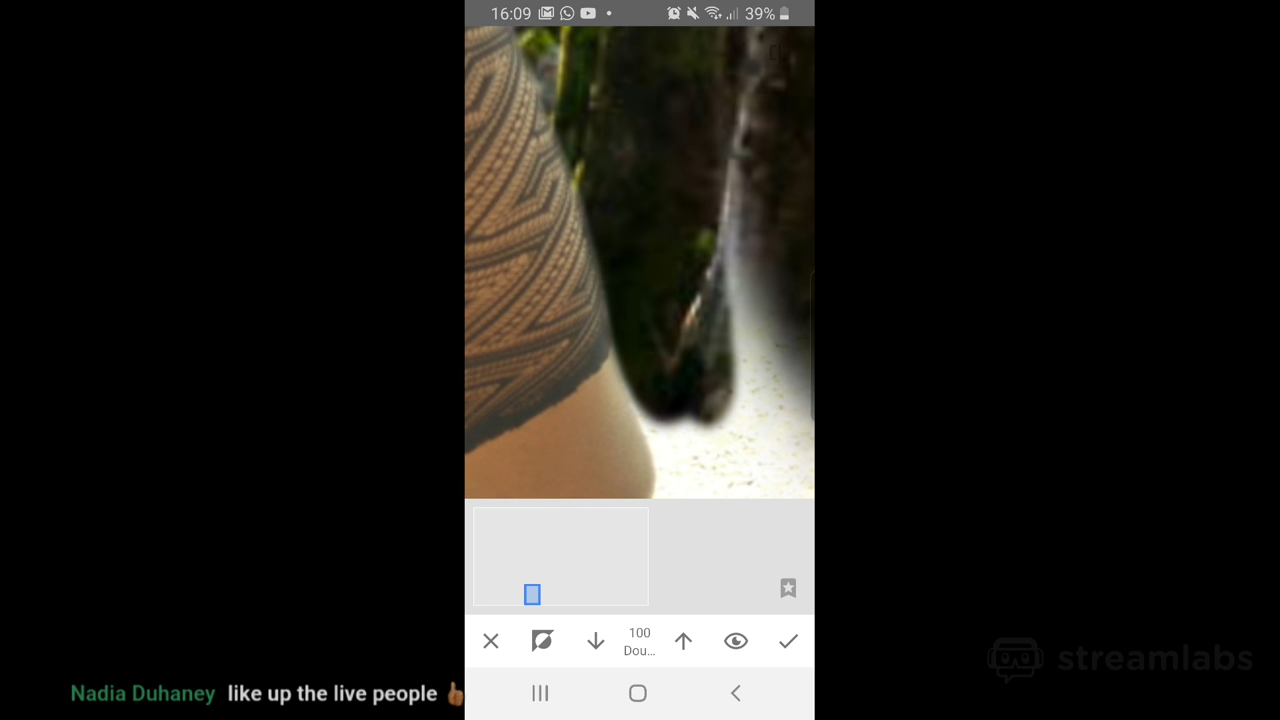 16:09
39%
100
Dou...
Nadia Duhaney like up the live people
streamlabs